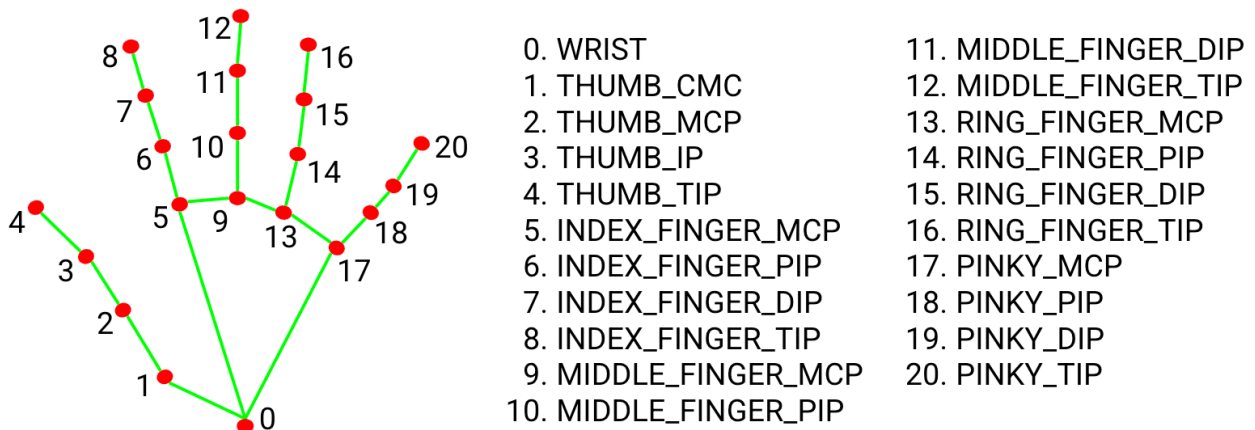 12
8
16
11
7
15
10
6
20
14
19
4
5
9
13
18
3
17
2
1
0
0. WRIST
1. THUMB_CMC
2. THUMB_MCP
3. THUMB_IP
4. THUMB_TIP
5. INDEX_FINGER_MCP
6. INDEX_FINGER_PIP
7. INDEX_FINGER_DIP
8. INDEX_FINGER_TIP
9. MIDDLE_FINGER_MCP
10. MIDDLE_FINGER_PIP
11. MIDDLE_FINGER_DIP
12. MIDDLE_FINGER_TIP
13. RING_FINGER_MCP
14. RING_FINGER_PIP
15. RING_FINGER_DIP
16. RING_FINGER_TIP
17. PINKY_MCP
18. PINKY_PIP
19. PINKY_DIP
20. PINKY_TIP